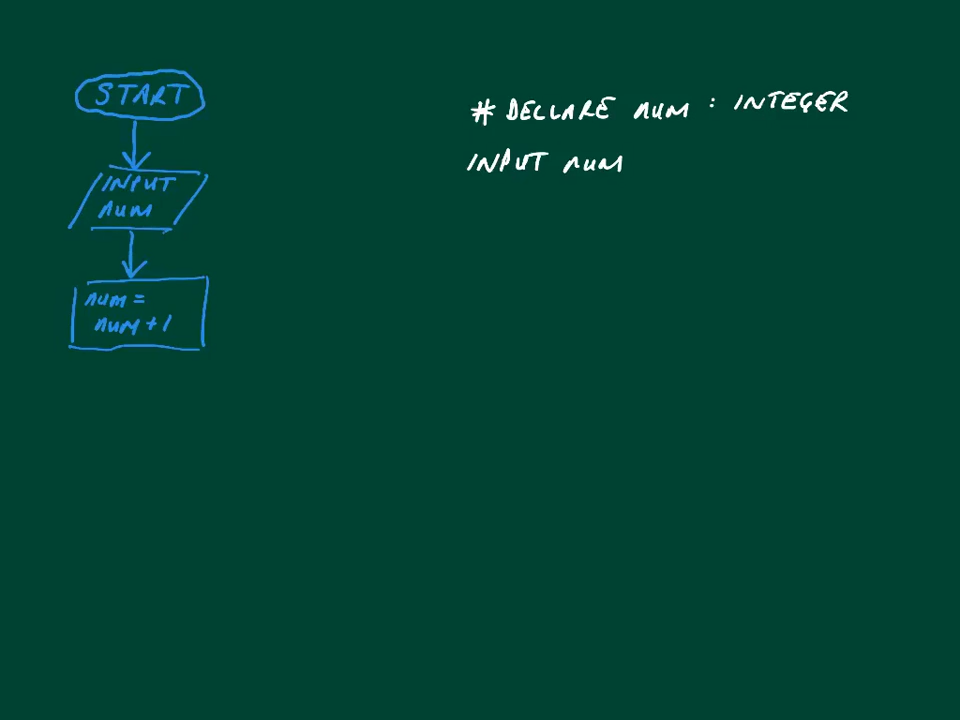 START
INPUT
num
num =
num + 1
# DECLARE num : INTEGER
INPUT num